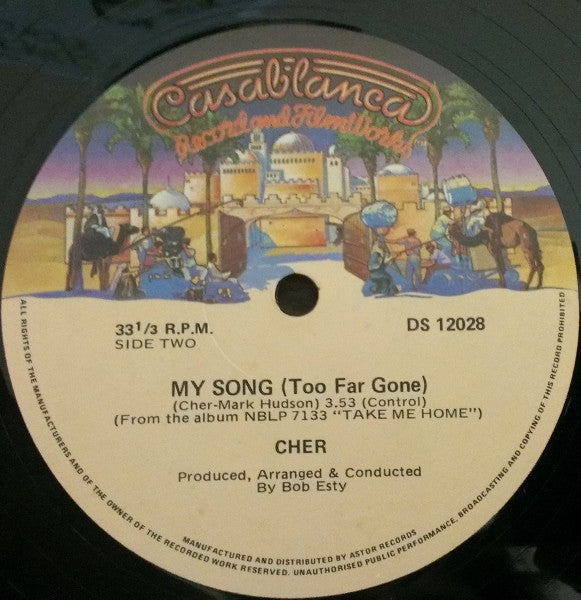 Casablanca
Record and FilmWorks
33 1/3 R.P.M.
SIDE TWO
DS 12028
MY SONG (Too Far Gone)
(Cher-Mark Hudson) 3.53 (Control)
(From the album NBLP 7133 "TAKE ME HOME")
CHER
Produced, Arranged & Conducted
By Bob Esty
ALL RIGHTS OF THE MANUFACTURERS AND OF THE OWNER OF THE RECORDED WORK RESERVED. UNAUTHORISED PUBLIC PERFORMANCE, BROADCASTING AND COPYING OF THIS RECORD PROHIBITED
MANUFACTURED AND DISTRIBUTED BY ASTOR RECORDS